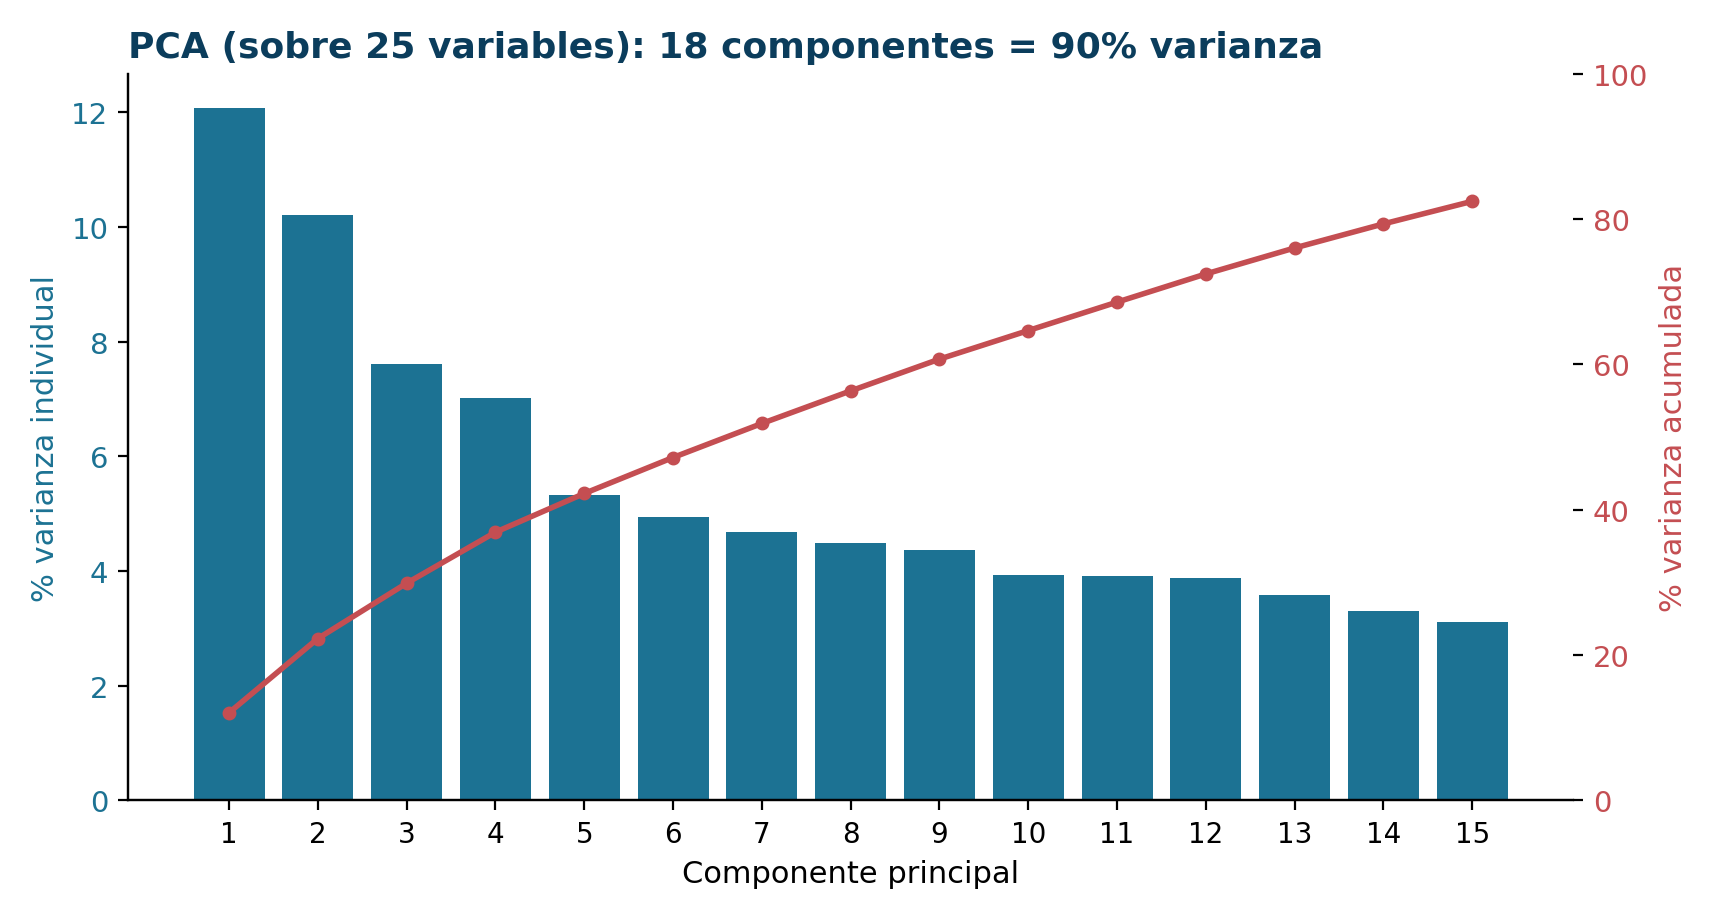 PCA (sobre 25 variables): 18 componentes = 90% varianza
% varianza individual
12
10
8
6
4
2
0
100
80
60
40
20
0
% varianza acumulada
1 2 3 4 5 6 7 8 9 10 11 12 13 14 15
Componente principal